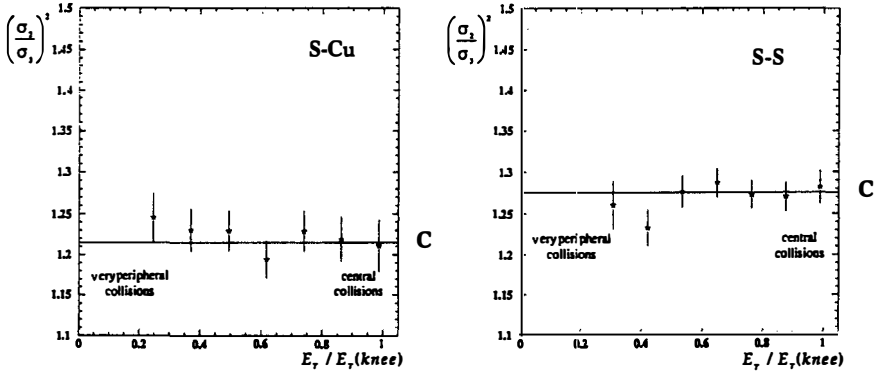 (σ₂/σ₃)²
S-Cu
1.5
1.45
1.4
1.35
1.3
1.25
1.2
1.15
1.1
very peripheral
collisions
central
collisions
C
0 0.2 0.4 0.6 0.8 1
E_T / E_T(knee)
(σ₂/σ₃)²
S-S
1.5
1.45
1.4
1.35
1.3
1.25
1.2
1.15
1.1
very peripheral
collisions
central
collisions
C
0 0.2 0.4 0.6 0.8 1
E_T / E_T(knee)